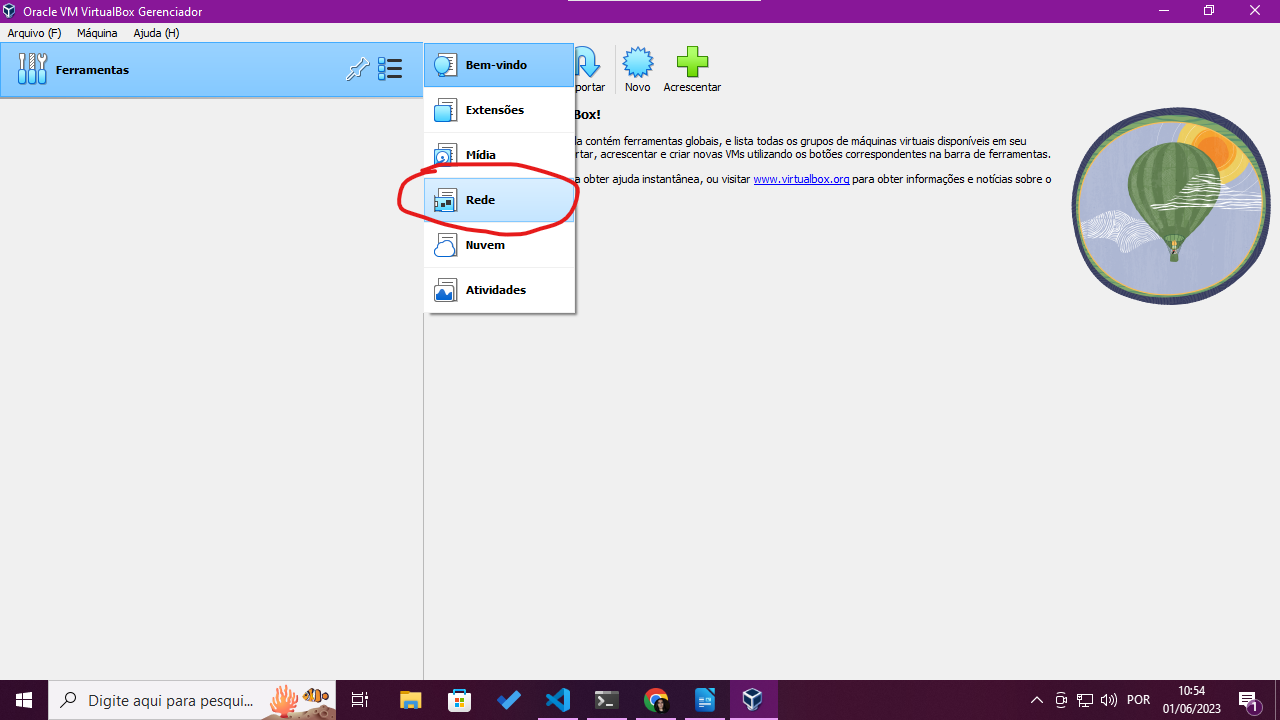 Oracle VM VirtualBox Gerenciador
Arquivo (F) Máquina Ajuda (H)
Ferramentas
Bem-vindo
Extensões
Mídia
Rede
Nuvem
Atividades
portar Novo Acrescentar
Box!
la contém ferramentas globais, e lista todas os grupos de máquinas virtuais disponíveis em seu
rtar, acrescentar e criar novas VMs utilizando os botões correspondentes na barra de ferramentas.
a obter ajuda instantânea, ou visitar www.virtualbox.org para obter informações e notícias sobre o
Digite aqui para pesqui...
POR
10:54
01/06/2023
1